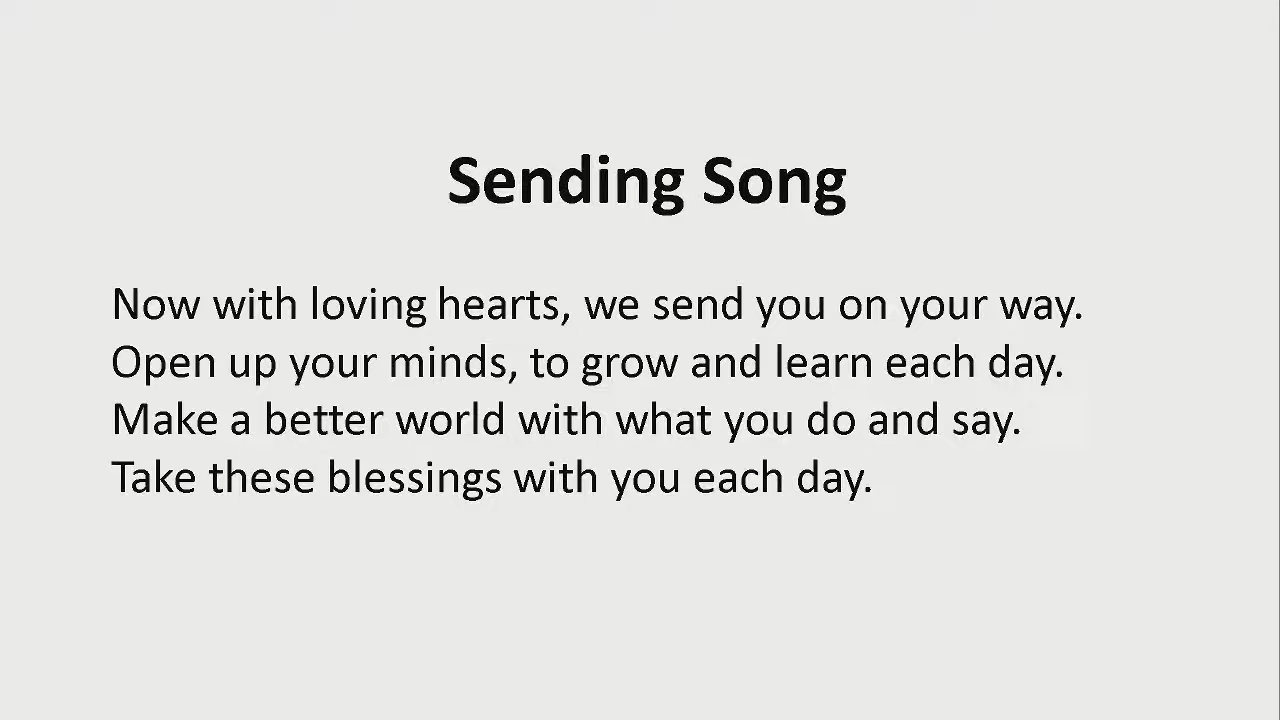 Sending Song
Now with loving hearts, we send you on your way.
Open up your minds, to grow and learn each day.
Make a better world with what you do and say.
Take these blessings with you each day.